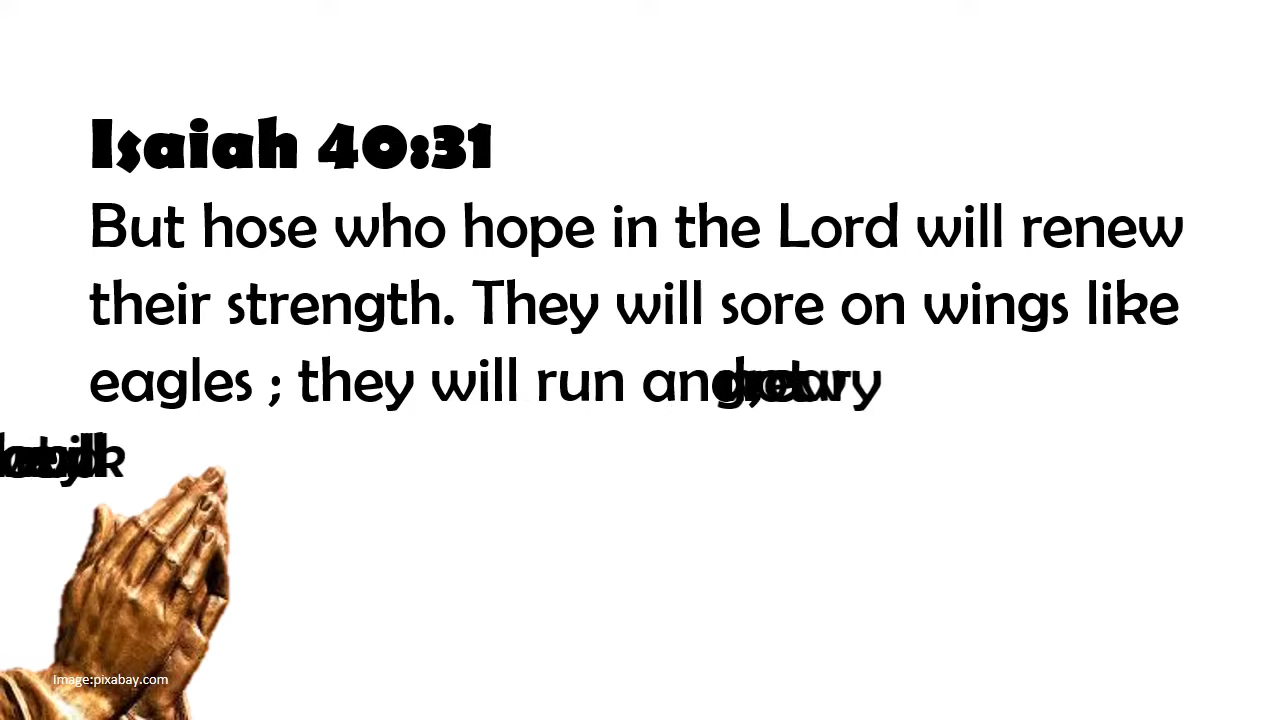 Isaiah 40:31
But hose who hope in the Lord will renew
their strength. They will sore on wings like
eagles ; they will run an
Image:pixabay.com